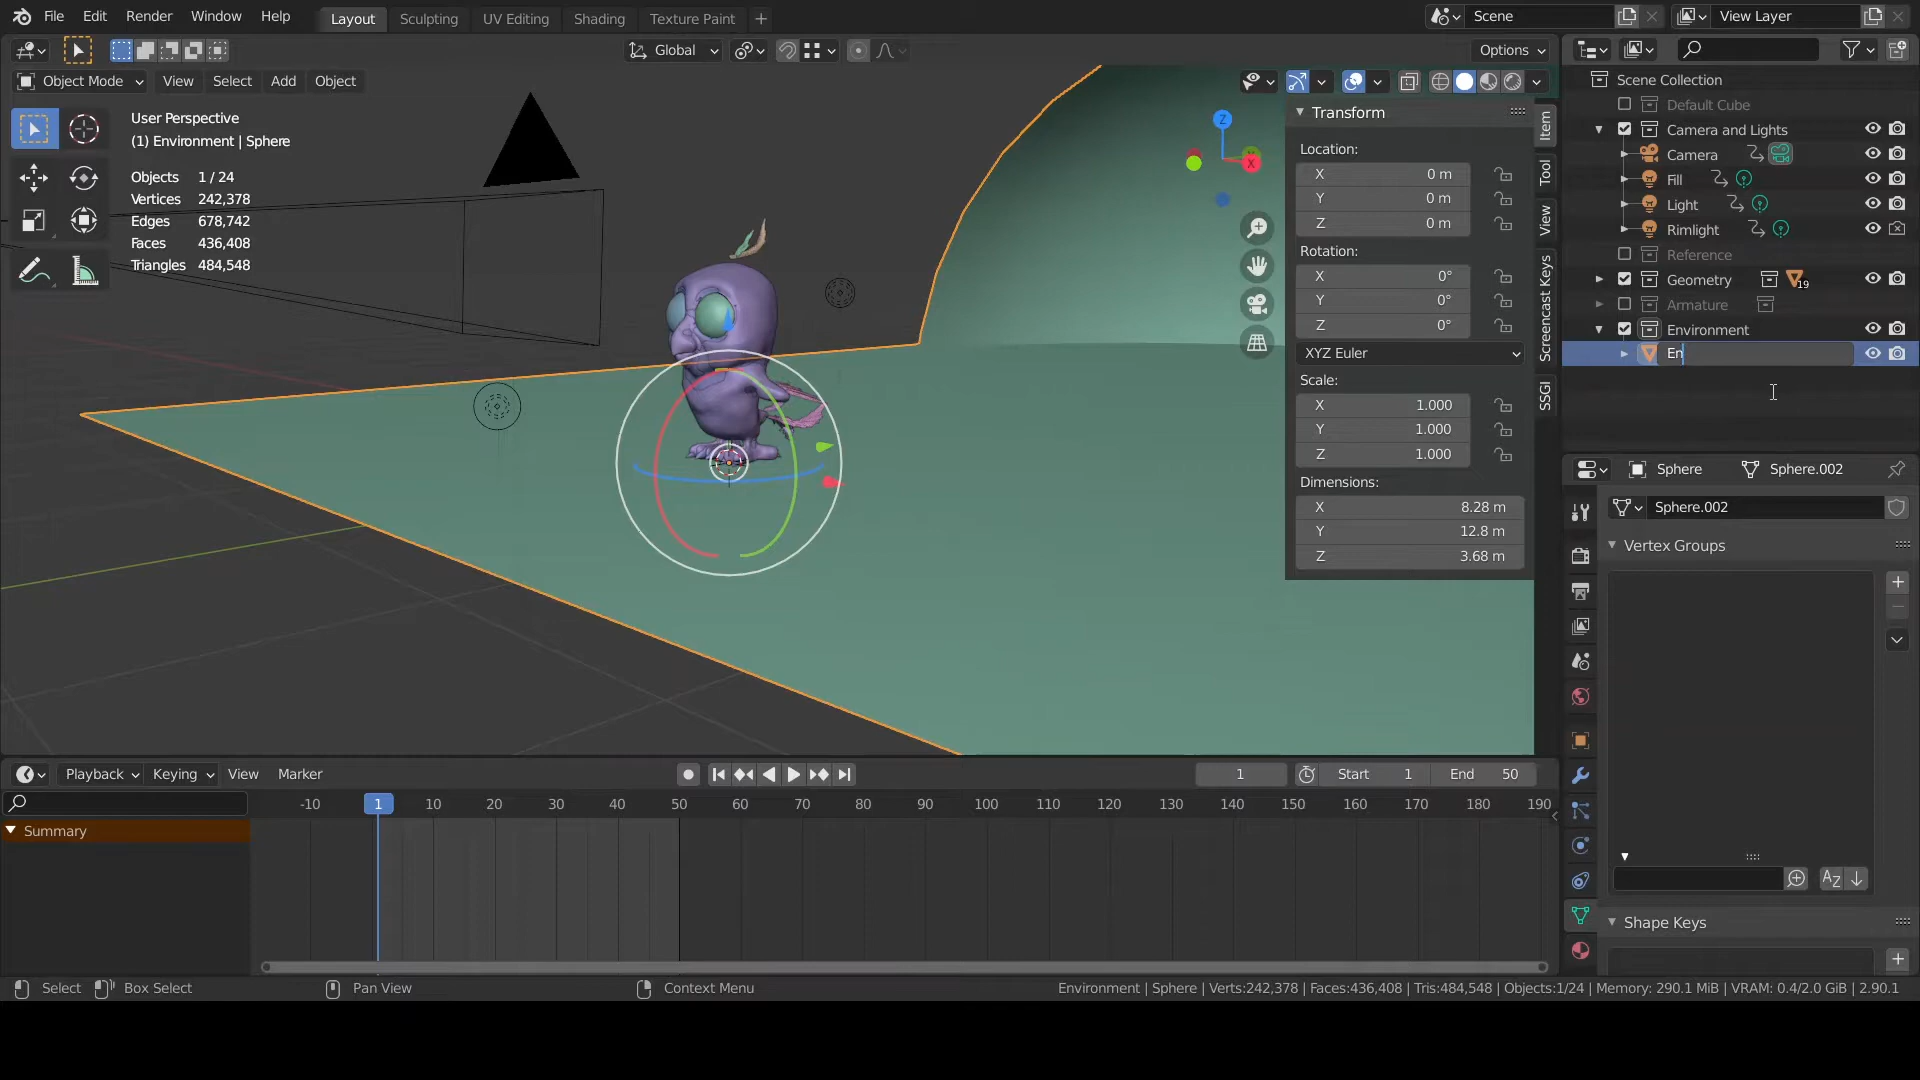 File Edit Render Window Help Layout Sculpting UV Editing Shading Texture Paint + Scene View Layer
Global Options
Object Mode View Select Add Object
User Perspective
(1) Environment | Sphere
Objects 1 / 24
Vertices 242,378
Edges 678,742
Faces 436,408
Triangles 484,548
Z
X
Transform
Location:
X 0 m
Y 0 m
Z 0 m
Rotation:
X 0°
Y 0°
Z 0°
XYZ Euler
Scale:
X 1.000
Y 1.000
Z 1.000
Dimensions:
X 8.28 m
Y 12.8 m
Z 3.68 m
Item
Tool
View
Screencast Keys
SSGI
Scene Collection
Default Cube
Camera and Lights
Camera
Fill
Light
Rimlight
Reference
Geometry 19
Armature
Environment
En
Sphere Sphere.002
Sphere.002
Vertex Groups
Shape Keys
Playback Keying View Marker 1 Start 1 End 50
-10 1 10 20 30 40 50 60 70 80 90 100 110 120 130 140 150 160 170 180 190
Summary
Select Box Select Pan View Context Menu Environment | Sphere | Verts:242,378 | Faces:436,408 | Tris:484,548 | Objects:1/24 | Memory: 290.1 MiB | VRAM: 0.4/2.0 GiB | 2.90.1